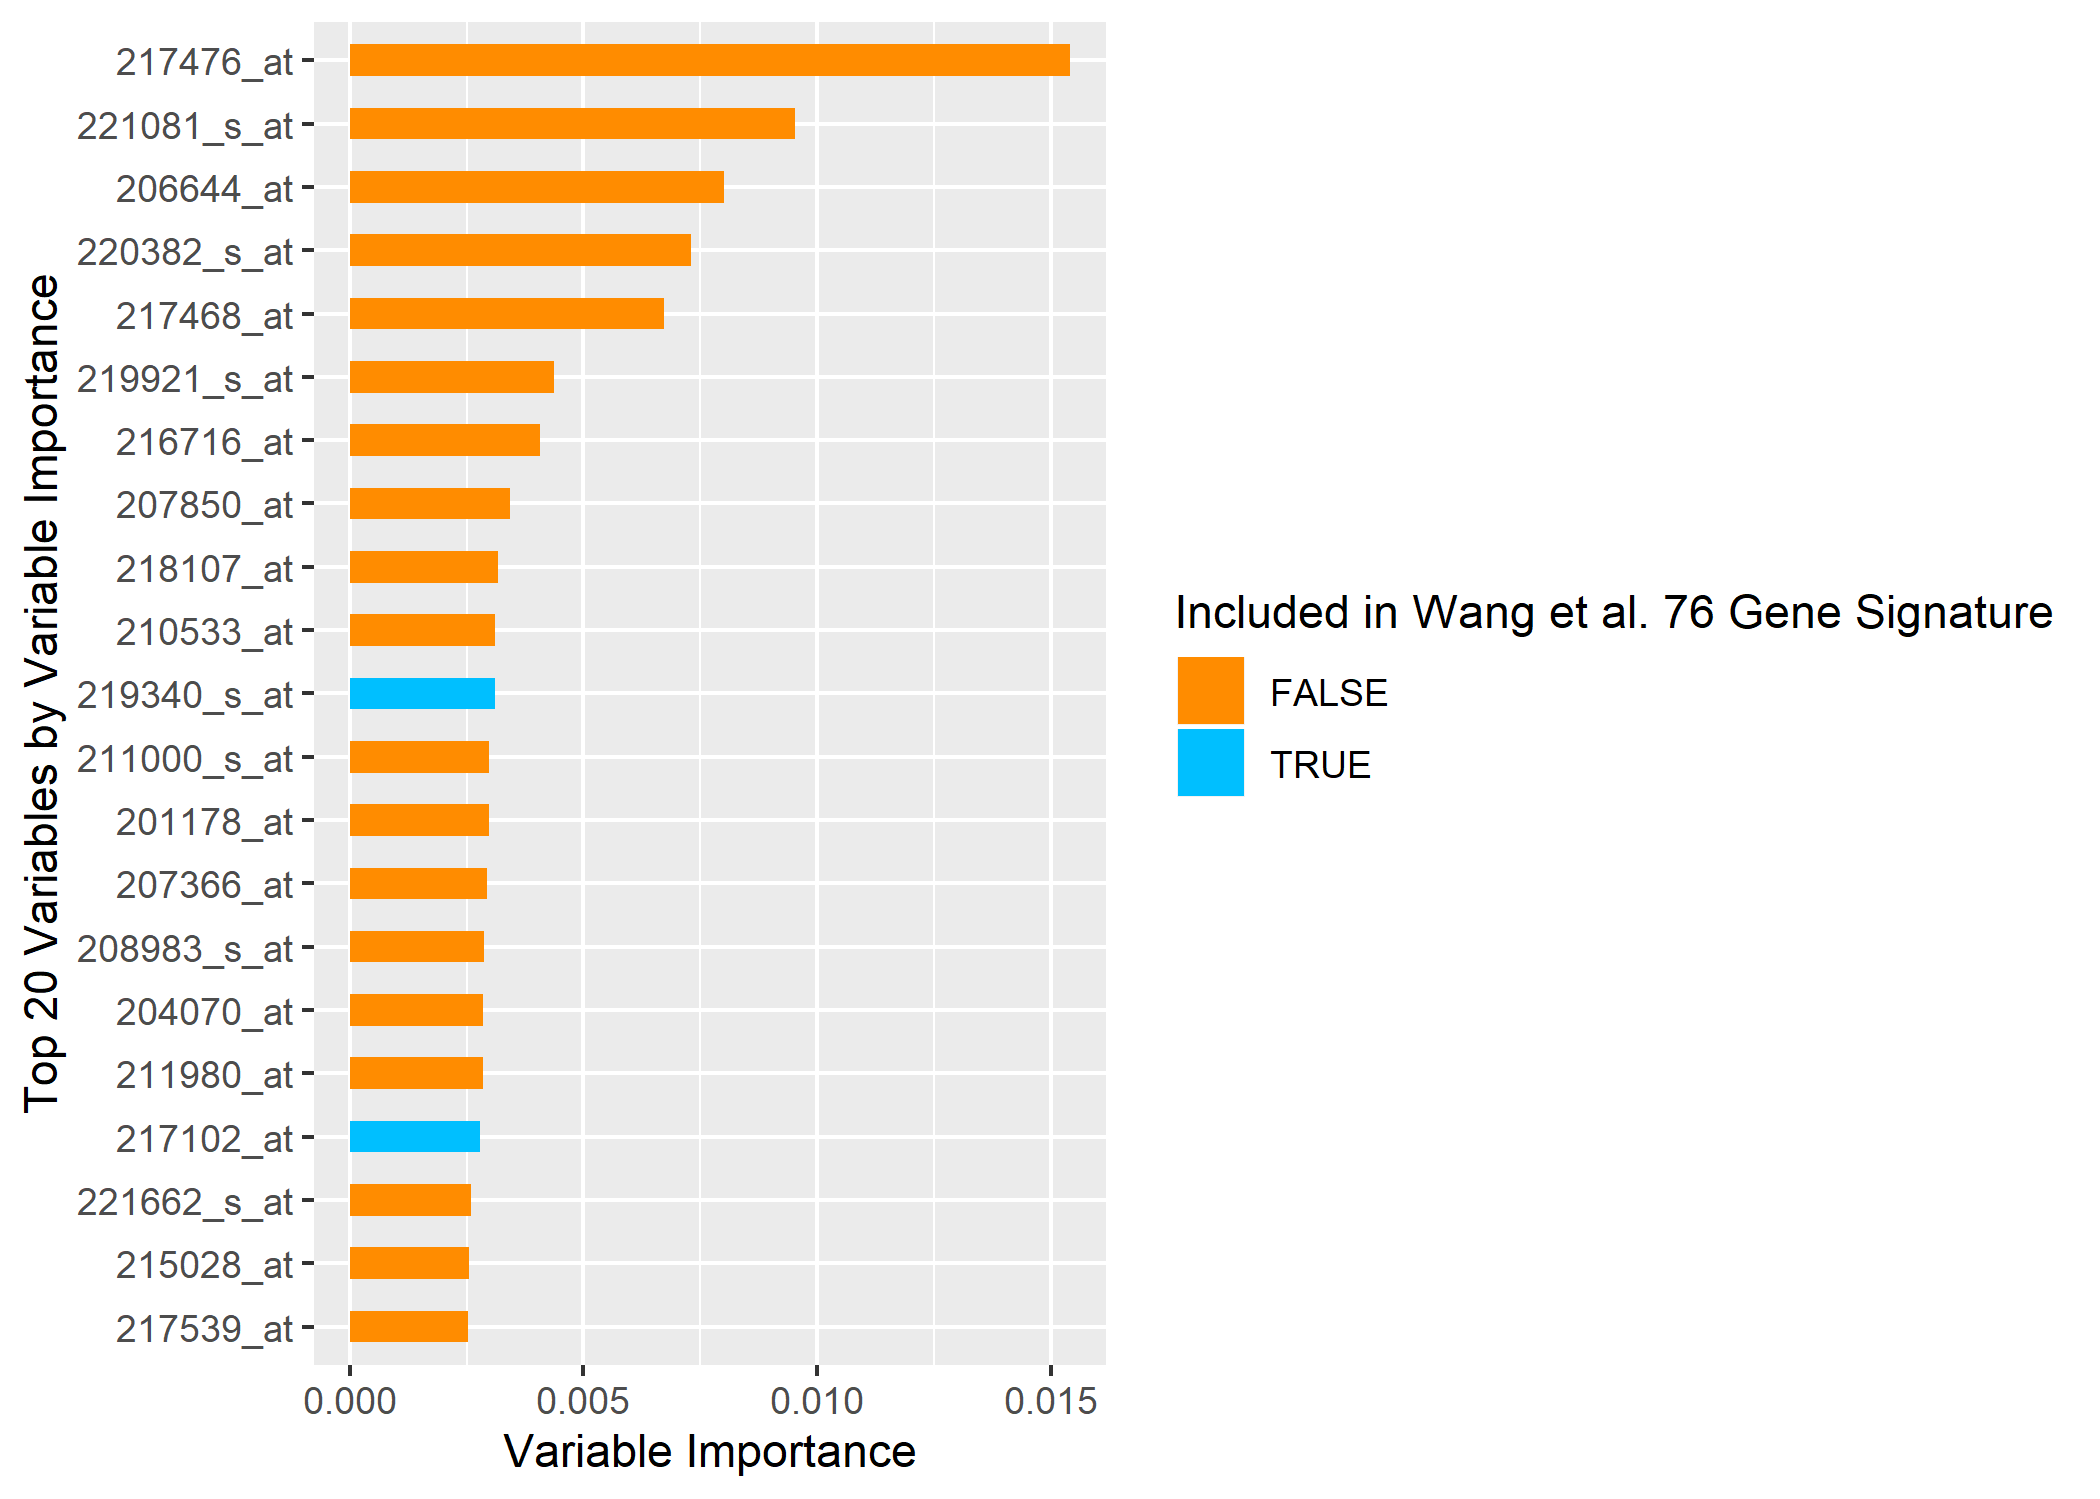 Top 20 Variables by Variable Importance
217476_at
221081_s_at
206644_at
220382_s_at
217468_at
219921_s_at
216716_at
207850_at
218107_at
210533_at
219340_s_at
211000_s_at
201178_at
207366_at
208983_s_at
204070_at
211980_at
217102_at
221662_s_at
215028_at
217539_at
0.000 0.005 0.010 0.015
Variable Importance
Included in Wang et al. 76 Gene Signature
FALSE
TRUE